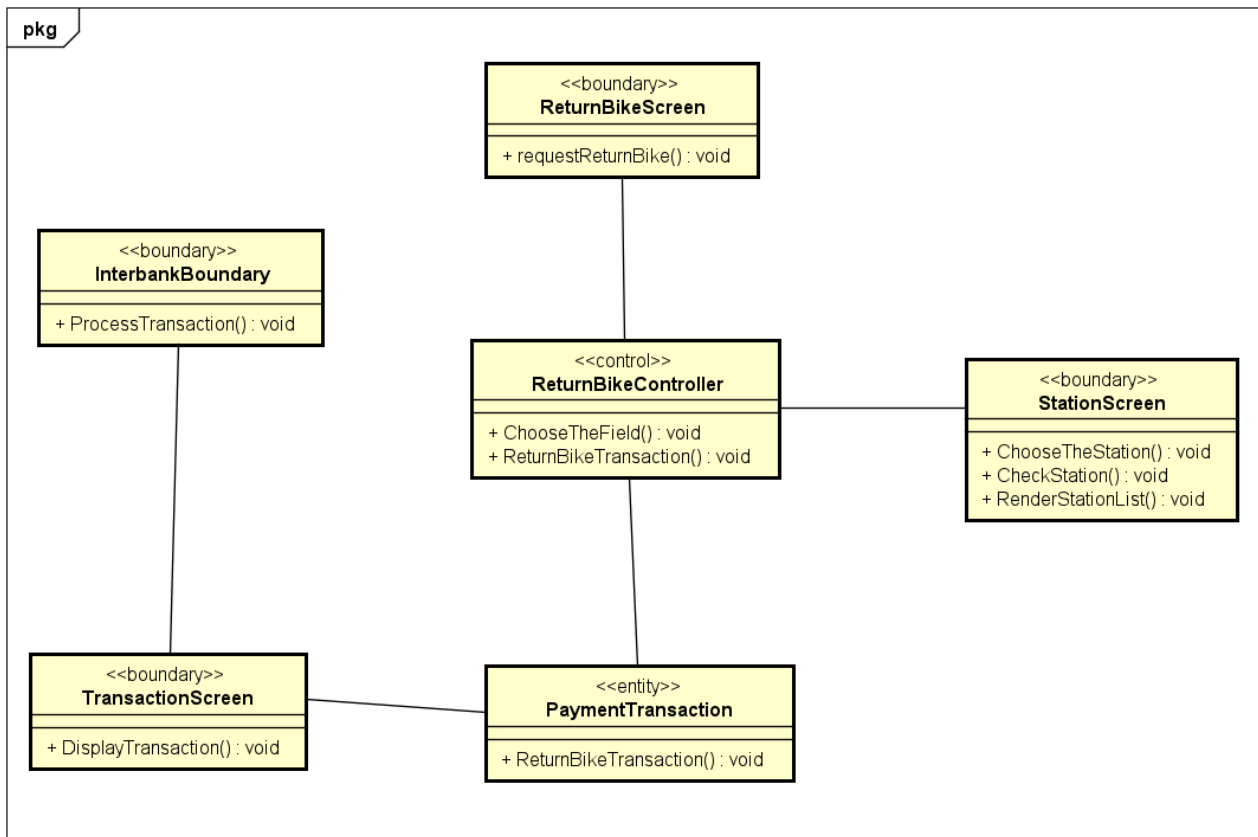 pkg
<<boundary>>
ReturnBikeScreen
+ requestReturnBike() : void
<<boundary>>
InterbankBoundary
+ ProcessTransaction() : void
<<control>>
ReturnBikeController
+ ChooseTheField() : void
+ ReturnBikeTransaction() : void
<<boundary>>
StationScreen
+ ChooseTheStation() : void
+ CheckStation() : void
+ RenderStationList() : void
<<boundary>>
TransactionScreen
+ DisplayTransaction() : void
<<entity>>
PaymentTransaction
+ ReturnBikeTransaction() : void